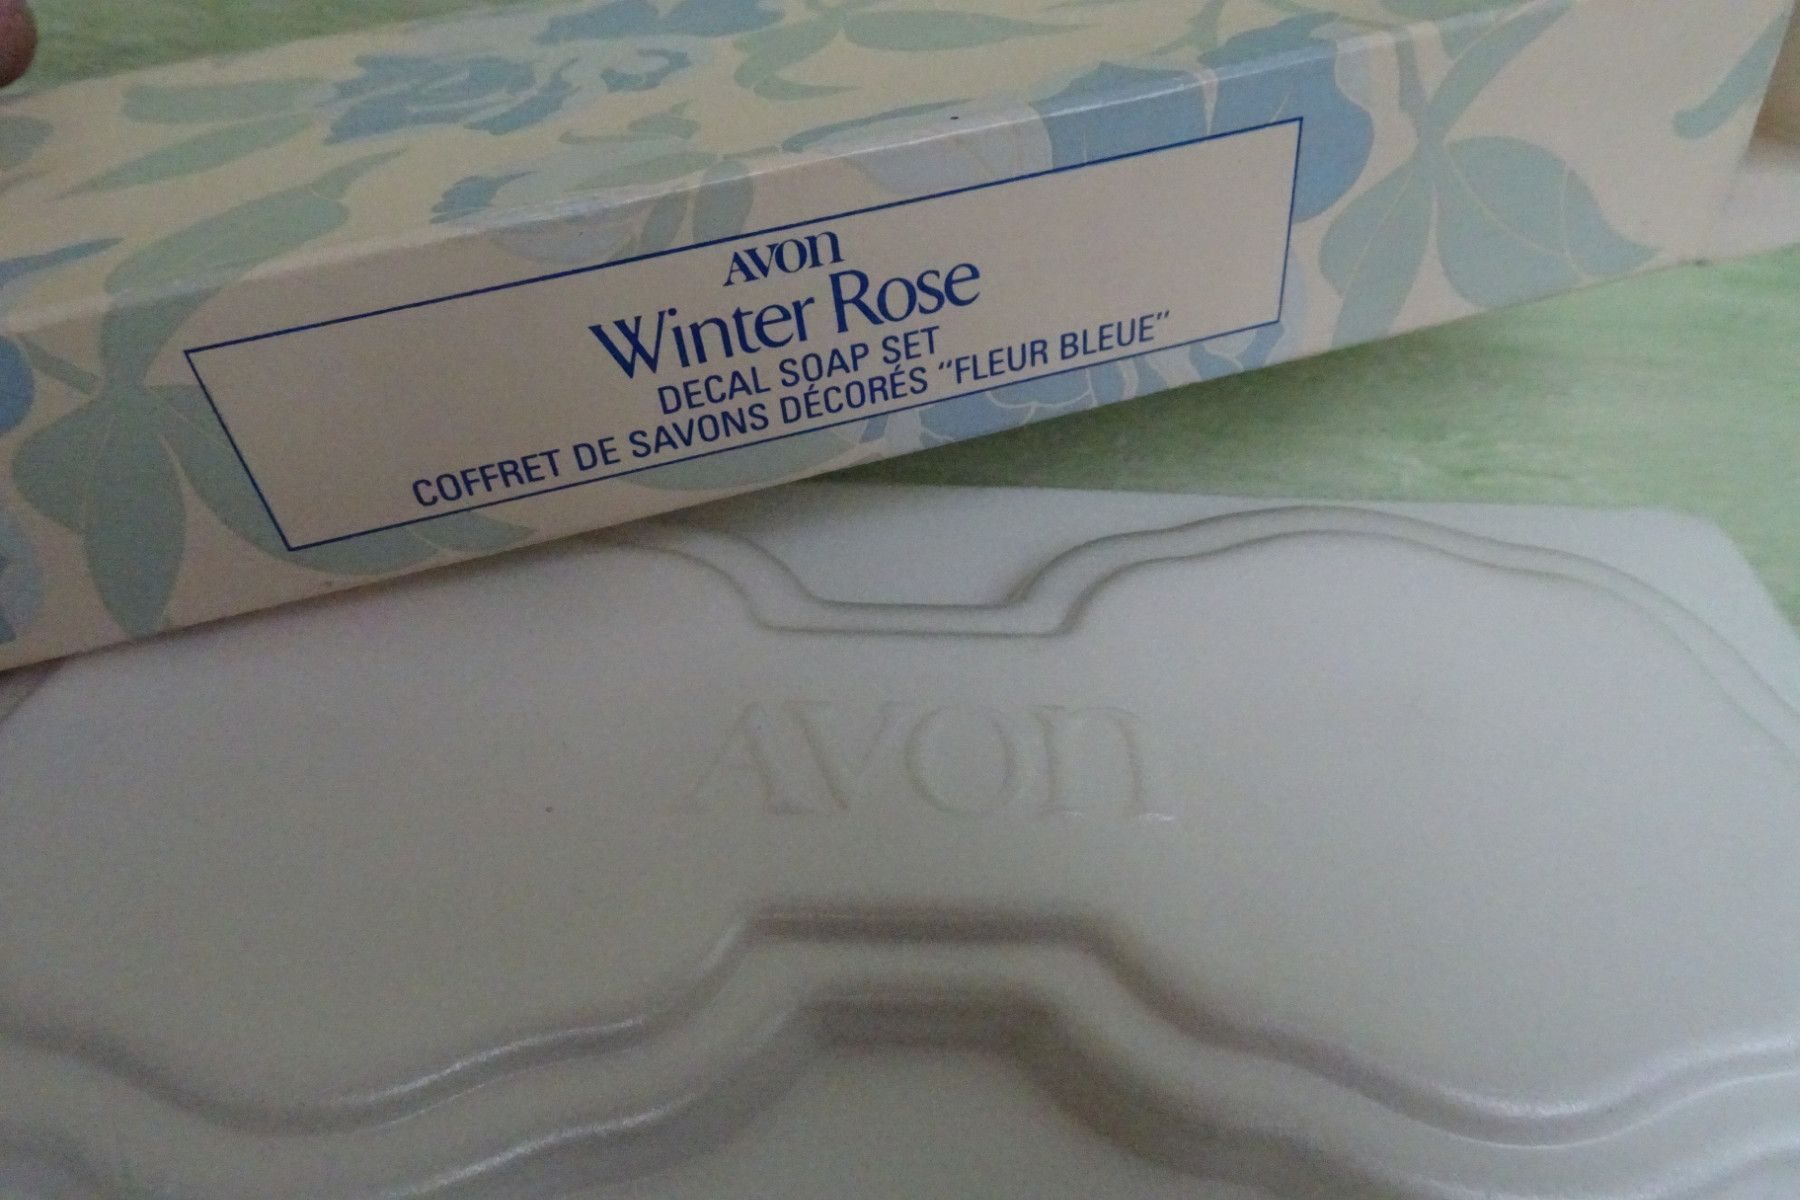 AVON
Winter Rose
DECAL SOAP SET
COFFRET DE SAVONS DÉCORÉS "FLEUR BLEUE"
AVON